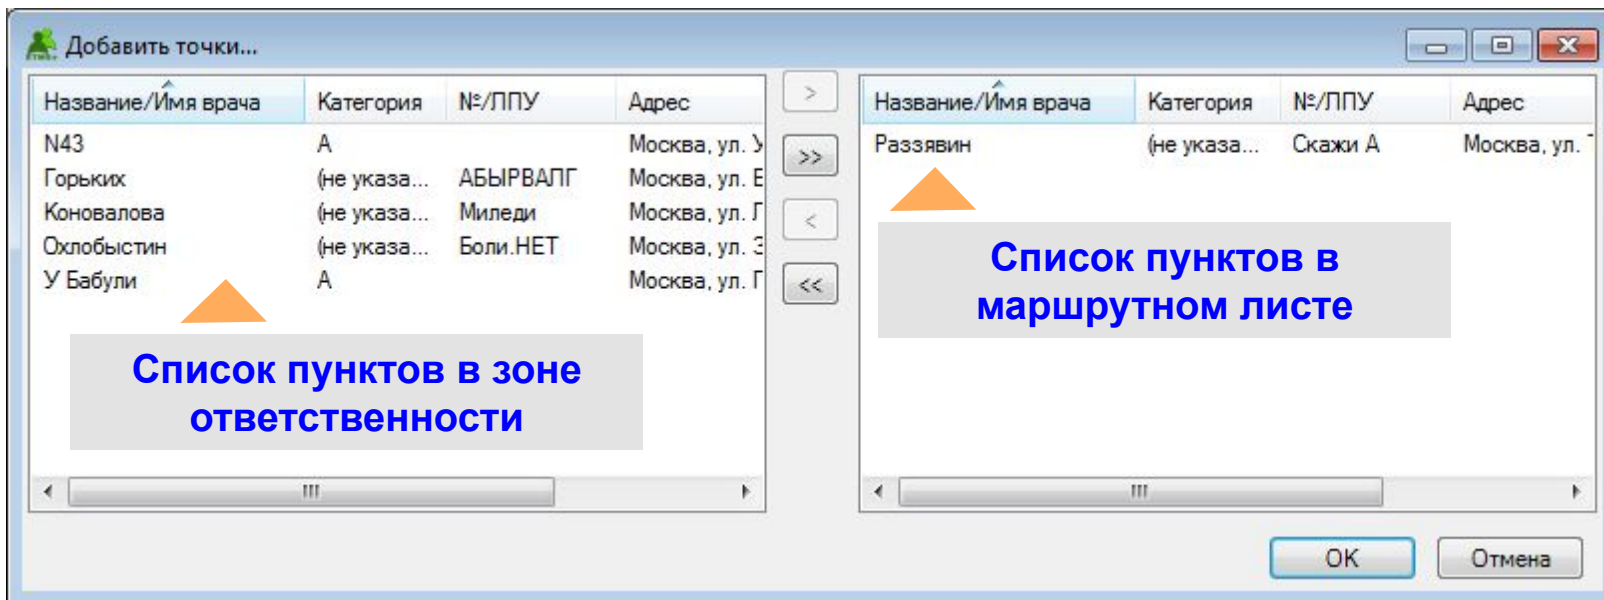 Добавить точки...
Название/Имя врача Категория №/ЛПУ Адрес
N43 А Москва, ул. У
Горьких (не указа... АБЫРВАЛГ Москва, ул. Б
Коновалова (не указа... Миледи Москва, ул. Г
Охлобыстин (не указа... Боли.НЕТ Москва, ул. З
У Бабули А Москва, ул. Г
Список пунктов в зоне
ответственности
>
>>
<
<<
Название/Имя врача Категория №/ЛПУ Адрес
Раззявин (не указа... Скажи А Москва, ул.
Список пунктов в
маршрутном листе
OK Отмена